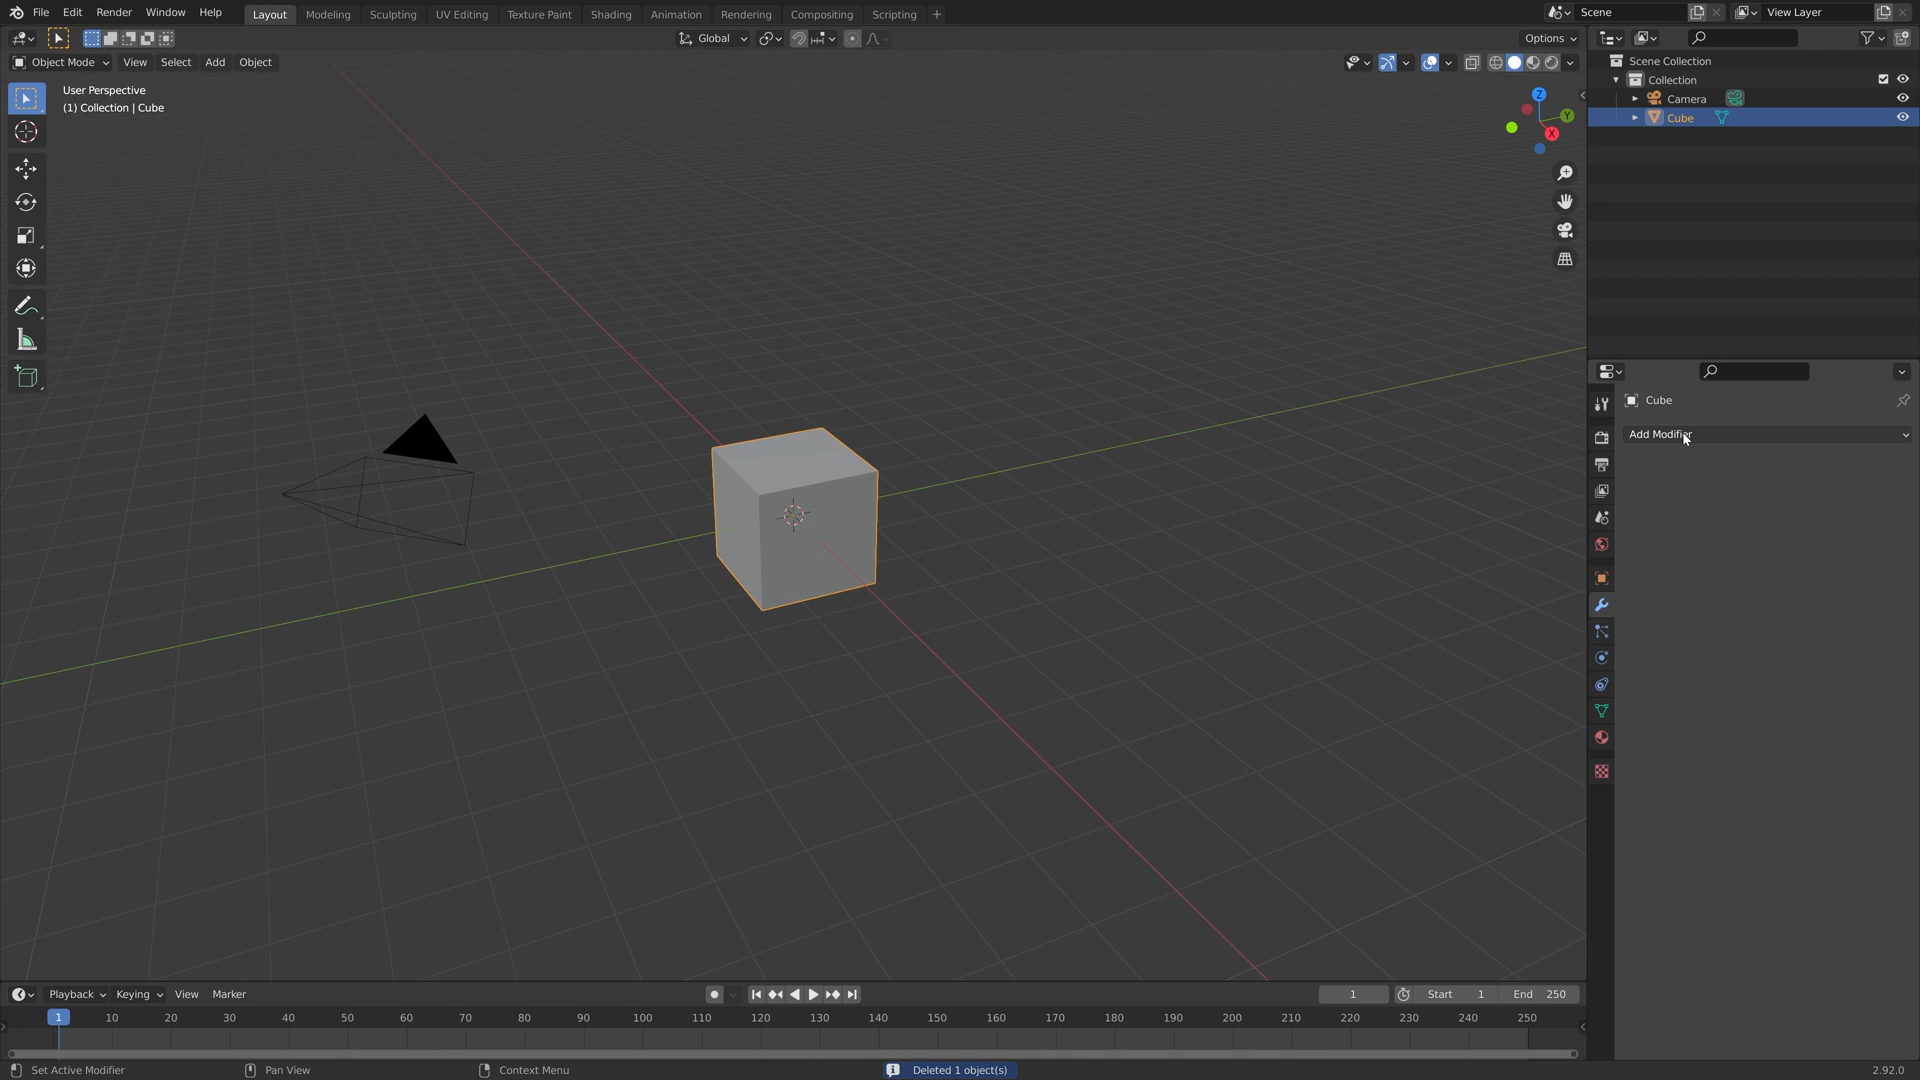 File Edit Render Window Help Layout Modeling Sculpting UV Editing Texture Paint Shading Animation Rendering Compositing Scripting + Scene View Layer
Global Options
Object Mode View Select Add Object
User Perspective
(1) Collection | Cube
Z
Y
X
Scene Collection
Collection
Camera
Cube
Cube
Add Modifier
Playback Keying View Marker 1 Start 1 End 250
1 10 20 30 40 50 60 70 80 90 100 110 120 130 140 150 160 170 180 190 200 210 220 230 240 250
Set Active Modifier Pan View Context Menu Deleted 1 object(s) 2.92.0